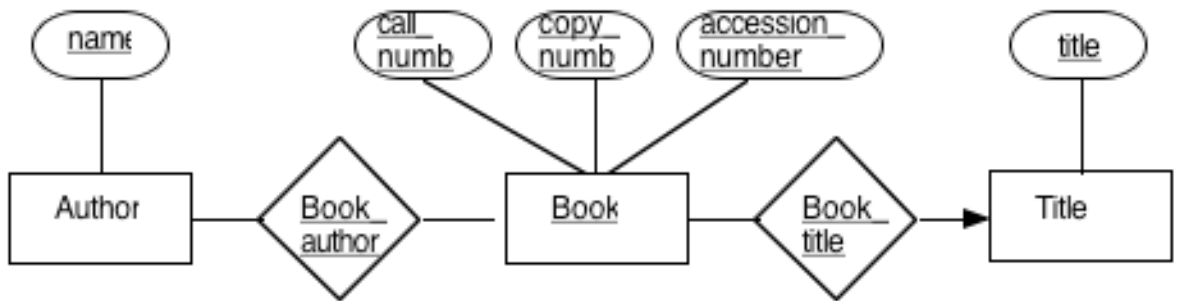 name
call_
numb
copy_
numb
accession_
number
title
Author
Book_
author
Book
Book_
title
Title